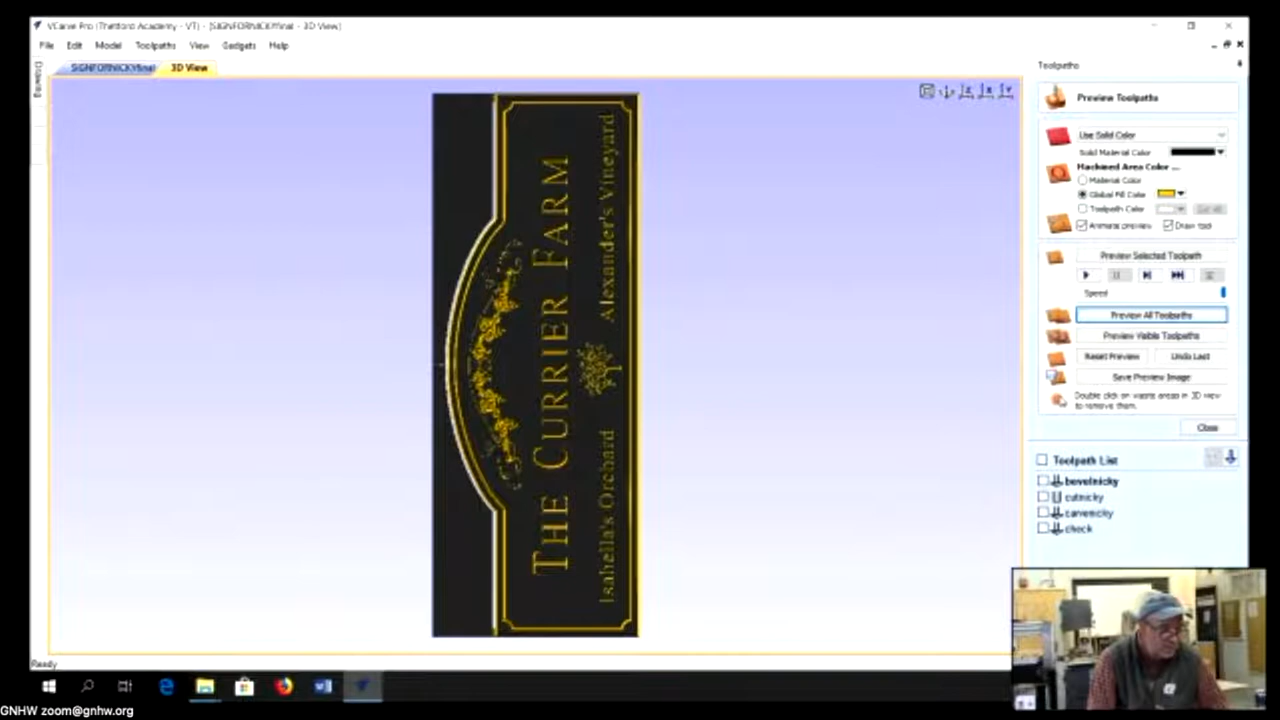 VCarve Pro (Thetford Academy - VT) - [SIGNFORNICKYfinal - 3D View]
File Edit Model Toolpaths View Gadgets Help
Drawing
SIGNFORNICKYfinal 3D View
THE CURRIER FARM
Isabella's Orchard Alexander's Vineyard
Toolpaths
Preview Toolpaths
Use Solid Color
Solid Material Color
Machined Area Color ...
Material Color
Global Fill Color
Toolpath Color
Animate preview Draw tool
Preview Selected Toolpath
Speed
Preview All Toolpaths
Preview Visible Toolpaths
Reset Preview Undo Last
Save Preview Image
Double click on waste areas in 3D view
to remove them.
Close
Toolpath List
bevelnicky
cutnicky
carvenicky
check
Ready
GNHW zoom@gnhw.org